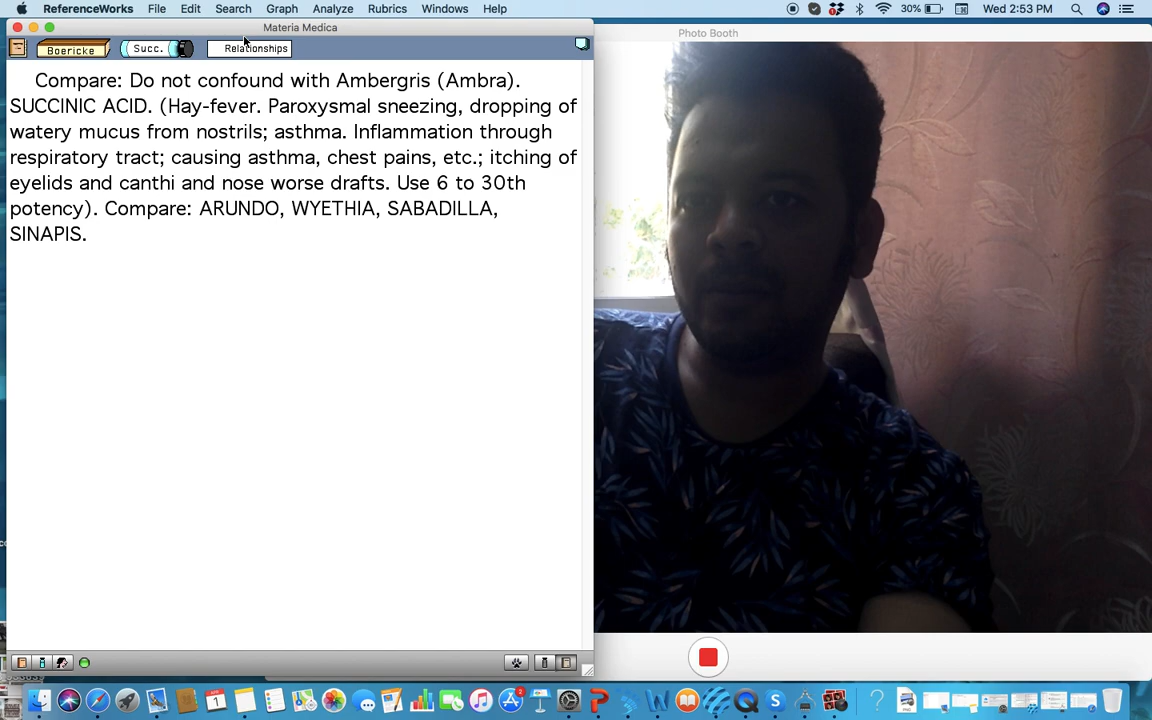 ReferenceWorks File Edit Search Graph Analyze Rubrics Windows Help 30% Wed 2:53 PM
Materia Medica
Photo Booth
Boericke Succ. Relationships
Compare: Do not confound with Ambergris (Ambra).
SUCCINIC ACID. (Hay-fever. Paroxysmal sneezing, dropping of
watery mucus from nostrils; asthma. Inflammation through
respiratory tract; causing asthma, chest pains, etc.; itching of
eyelids and canthi and nose worse drafts. Use 6 to 30th
potency). Compare: ARUNDO, WYETHIA, SABADILLA,
SINAPIS.